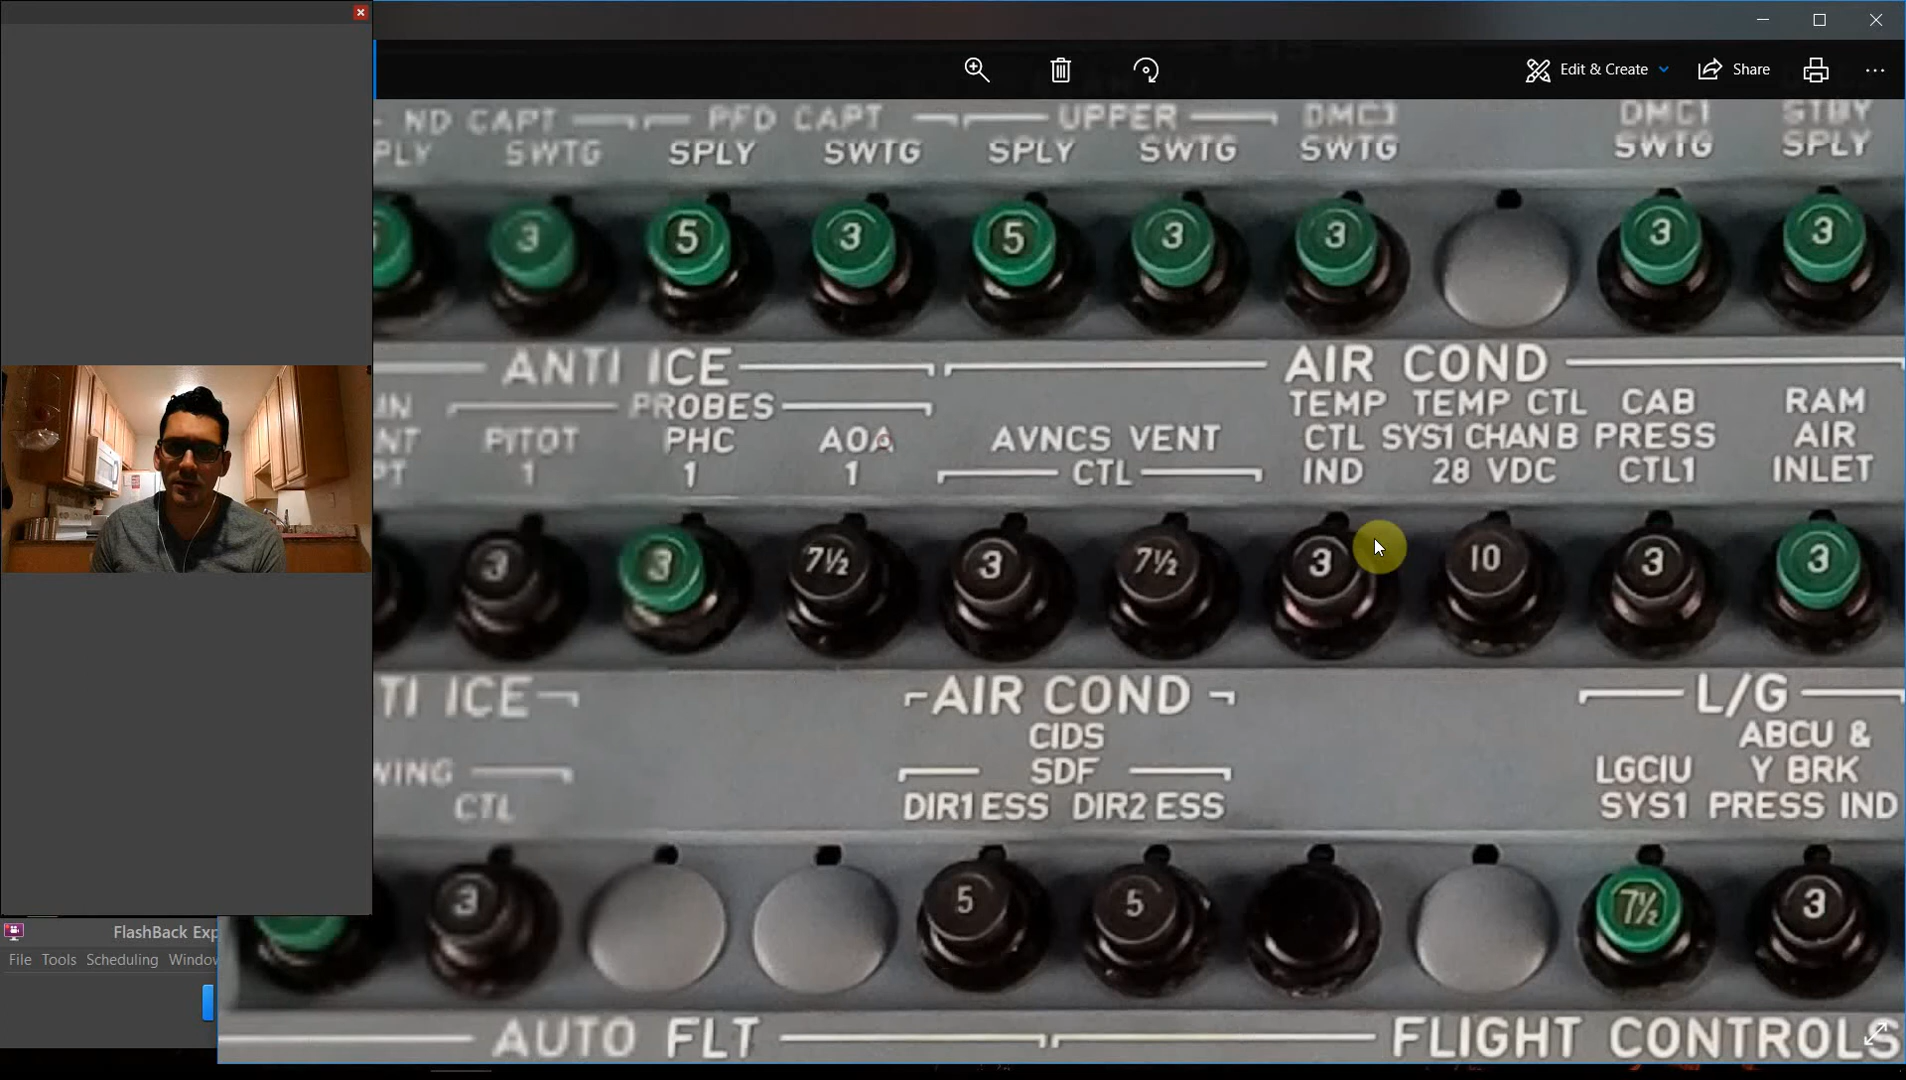 Edit & Create Share
ND CAPT PFD CAPT UPPER DMC3 DMC1 STBY
PLY SWTG SPLY SWTG SPLY SWTG SWTG SWTG SPLY
3 5 3 5 3 3 3 3
ANTI ICE AIR COND
PROBES TEMP TEMP CTL CAB RAM
PITOT PHC AOA AVNCS VENT CTL SYS1 CHAN B PRESS AIR
1 1 1 CTL IND 28 VDC CTL1 INLET
3 3 7½ 3 7½ 3 10 3 3
TI ICE AIR COND L/G
CIDS ABCU &
WING SDF LGCIU Y BRK
CTL DIR1 ESS DIR2 ESS SYS1 PRESS IND
3 5 5 7½ 3
FlashBack Exp
File Tools Scheduling Window
AUTO FLT FLIGHT CONTROLS